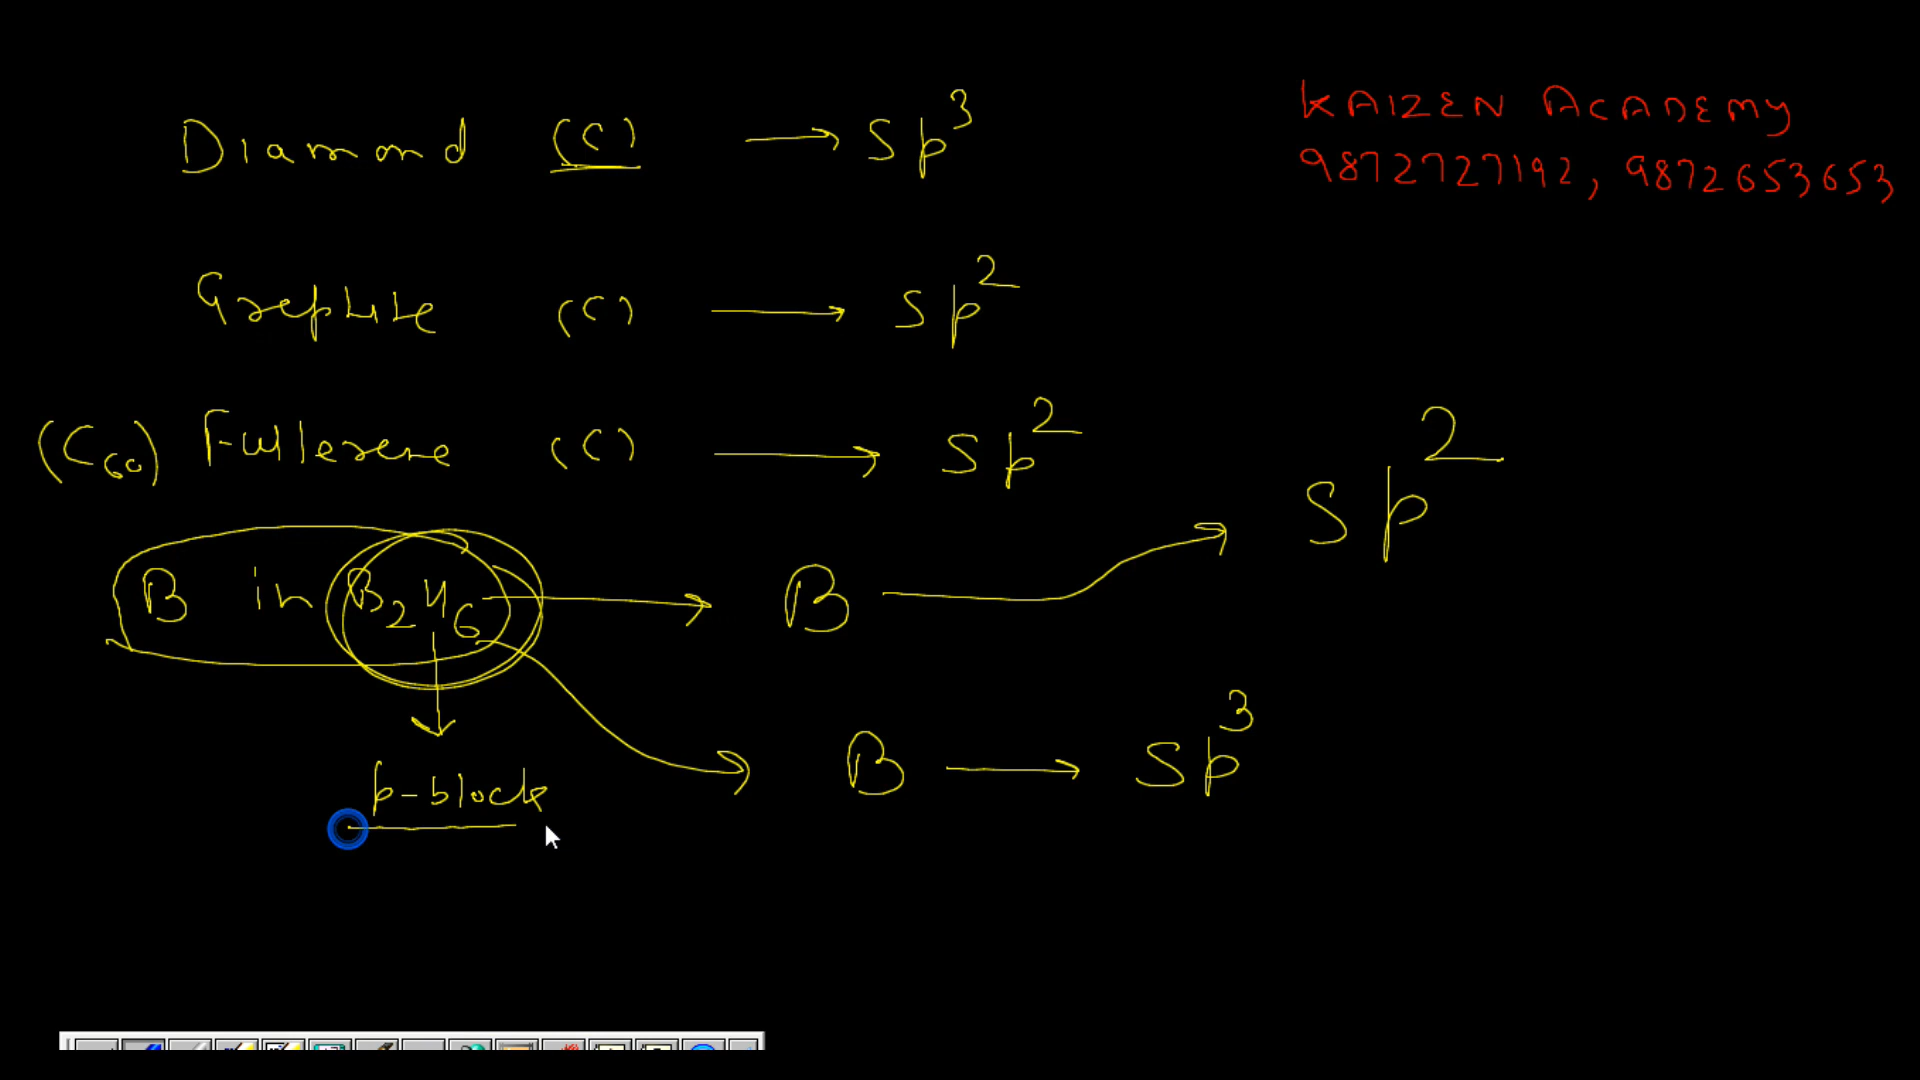 Diamond (C) → Sp³
KAIZEN ACADEMY
9872727192, 9872653653
Graphite (C) → Sp²
(C₆₀) Fullerene (C) → Sp²
B in B₂H₆ → B → Sp²
B → Sp³
p-block